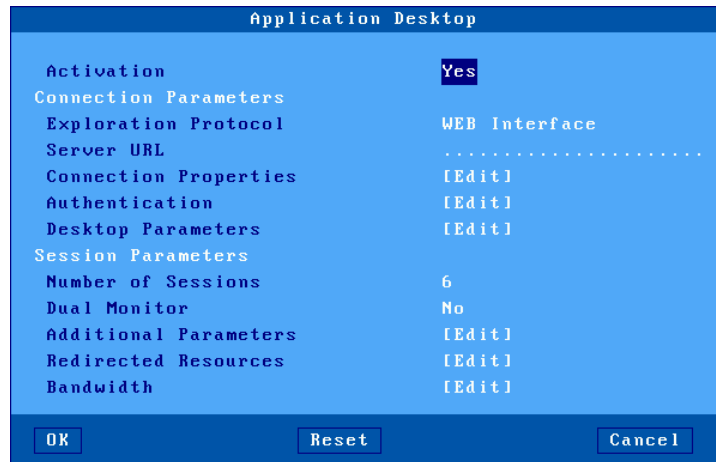 Application Desktop
Activation Yes
Connection Parameters
Exploration Protocol WEB Interface
Server URL ......................
Connection Properties [Edit]
Authentication [Edit]
Desktop Parameters [Edit]
Session Parameters
Number of Sessions 6
Dual Monitor No
Additional Parameters [Edit]
Redirected Resources [Edit]
Bandwidth [Edit]
OK Reset Cancel